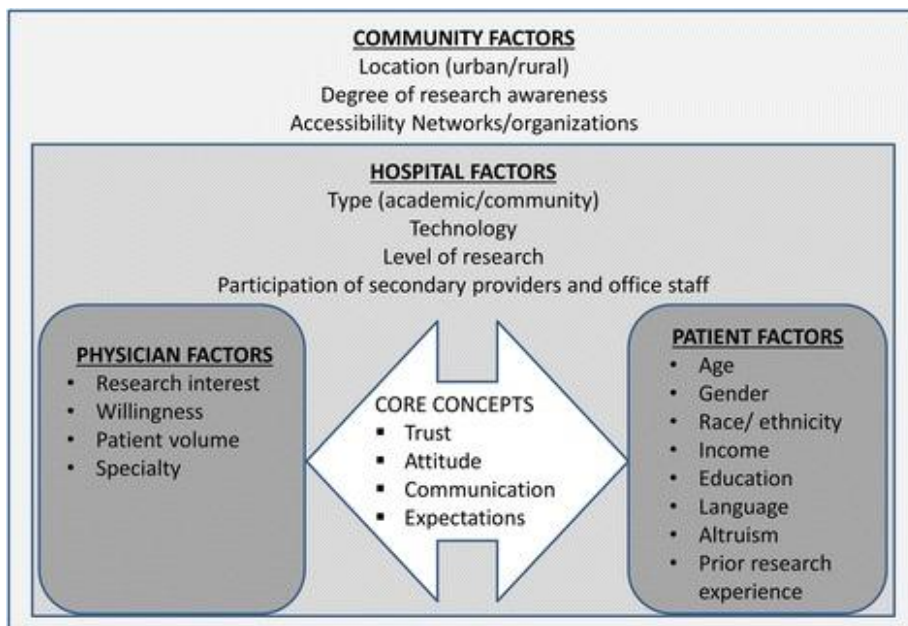 COMMUNITY FACTORS
Location (urban/rural)
Degree of research awareness
Accessibility Networks/organizations
HOSPITAL FACTORS
Type (academic/community)
Technology
Level of research
Participation of secondary providers and office staff
PHYSICIAN FACTORS
• Research interest
• Willingness
• Patient volume
• Specialty
CORE CONCEPTS
▪ Trust
▪ Attitude
▪ Communication
▪ Expectations
PATIENT FACTORS
• Age
• Gender
• Race/ ethnicity
• Income
• Education
• Language
• Altruism
• Prior research
experience